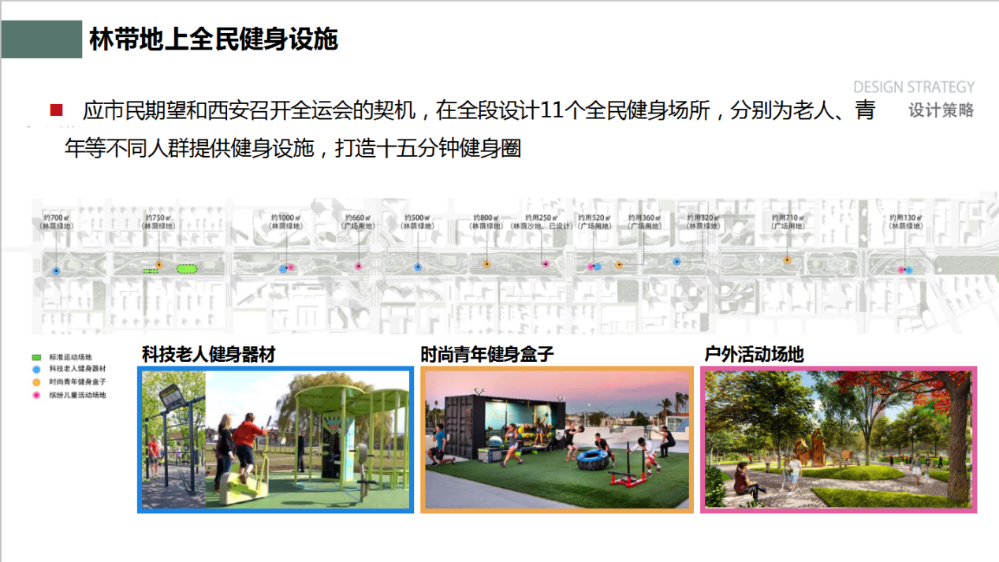 林带地上全民健身设施
DESIGN STRATEGY
设计策略
■ 应市民期望和西安召开全运会的契机，在全段设计11个全民健身场所，分别为老人、青
年等不同人群提供健身设施，打造十五分钟健身圈
约700㎡ 约750㎡ 约1000㎡ 约660㎡ 约500㎡ 约800㎡ 约用250㎡ 约用520㎡ 约用360㎡ 约用320㎡ 约用710㎡ 约用130㎡
（林荫绿地） （林荫绿地） （林荫绿地） （广场用地） （林荫绿地） （林荫绿地） （林荫沙地，已设计） （广场用地） （广场用地） （林荫绿地） （广场用地） （林荫绿地）
标准运动场地
科技老人健身器材
时尚青年健身盒子
缤纷儿童活动场地
科技老人健身器材 时尚青年健身盒子 户外活动场地